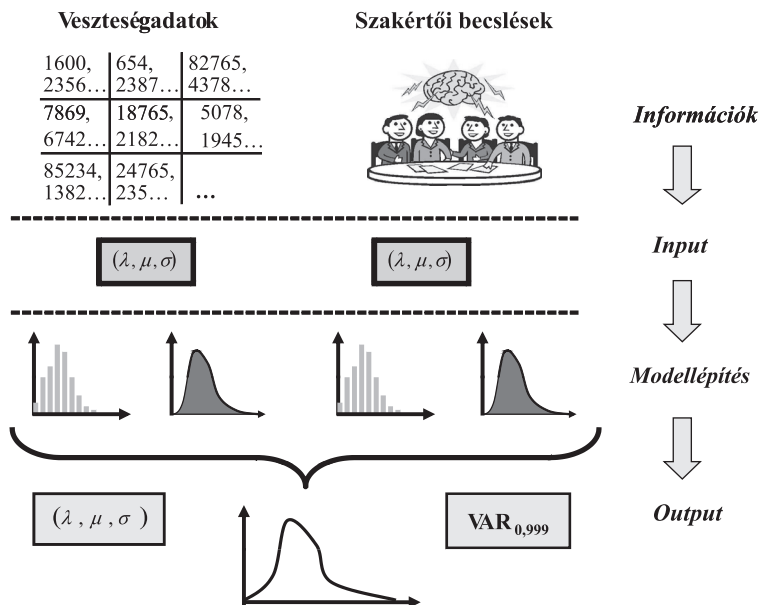 Veszteségadatok
Szakértői becslések
1600, 654, 82765,
2356… 2387… 4378…
7869, 18765, 5078,
6742… 2182… 1945…
85234, 24765,
1382… 235… …
Információk
(λ, μ, σ)
(λ, μ, σ)
Input
Modellépítés
(λ, μ, σ)
VAR0,999
Output